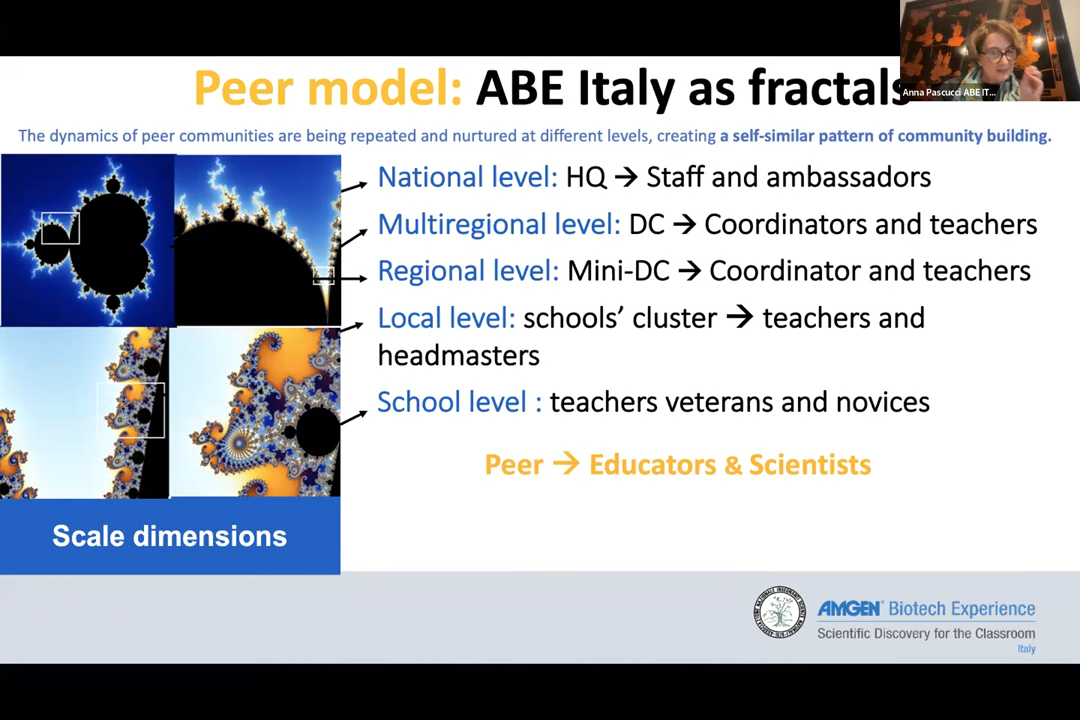 Peer model: ABE Italy as fractals
Anna Pascucci ABE IT...
The dynamics of peer communities are being repeated and nurtured at different levels, creating a self-similar pattern of community building.
National level: HQ → Staff and ambassadors
Multiregional level: DC → Coordinators and teachers
Regional level: Mini-DC → Coordinator and teachers
Local level: schools’ cluster → teachers and
headmasters
School level : teachers veterans and novices
Peer → Educators & Scientists
Scale dimensions
AMGEN® Biotech Experience
Scientific Discovery for the Classroom
Italy